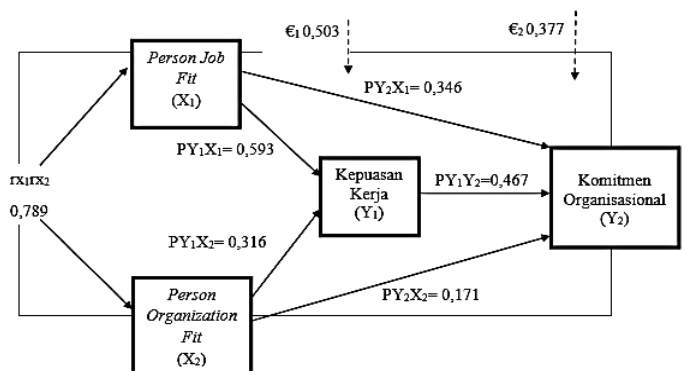 €₁ 0,503
€₂ 0,377
Person Job
Fit
(X₁)
PY₂X₁= 0,346
PY₁X₁= 0,593
rx₁rx₂
0,789
Kepuasan
Kerja
(Y₁)
PY₁Y₂=0,467
Komitmen
Organisasional
(Y₂)
PY₁X₂= 0,316
Person
Organization
Fit
(X₂)
PY₂X₂= 0,171